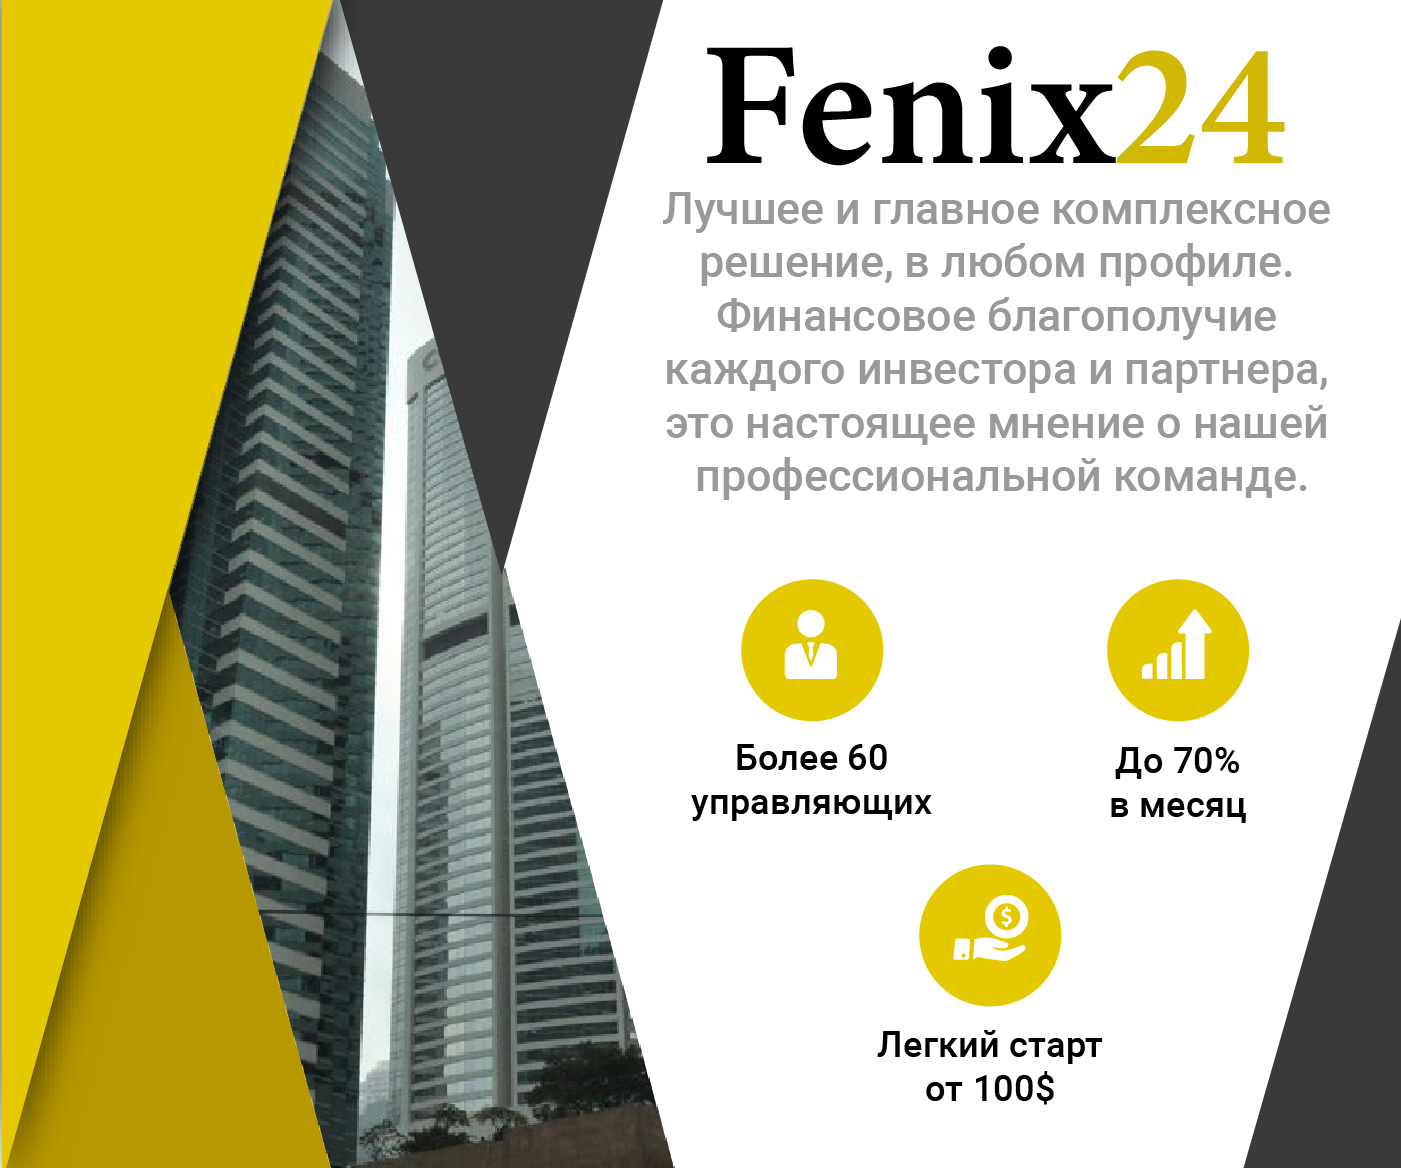 Fenix24
Лучшее и главное комплексное
решение, в любом профиле.
Финансовое благополучие
каждого инвестора и партнера,
это настоящее мнение о нашей
профессиональной команде.
Более 60
управляющих
До 70%
в месяц
$
Легкий старт
от 100$